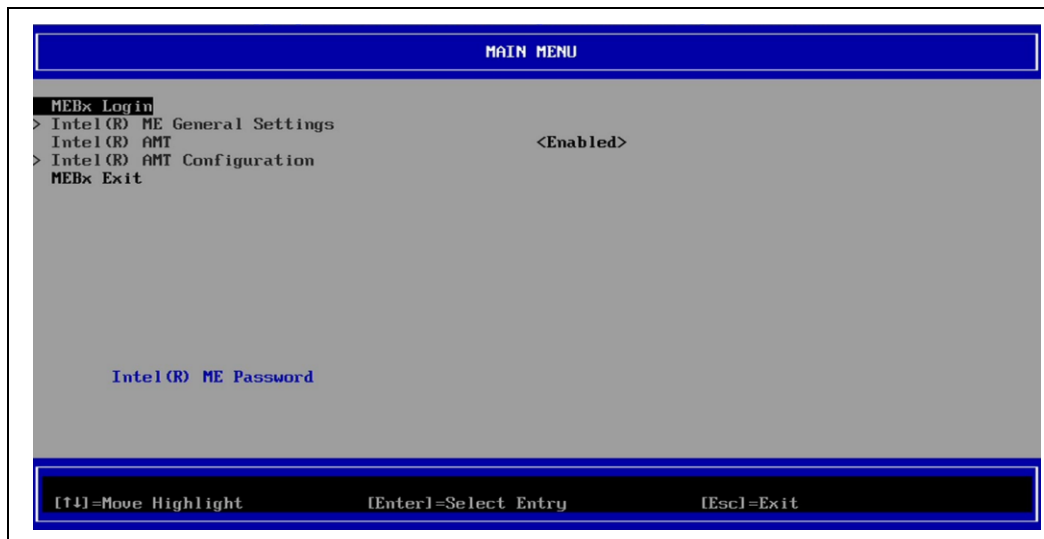 MAIN MENU
MEBx Login
> Intel(R) ME General Settings
Intel(R) AMT <Enabled>
> Intel(R) AMT Configuration
MEBx Exit
Intel(R) ME Password
[↑↓]=Move Highlight [Enter]=Select Entry [Esc]=Exit